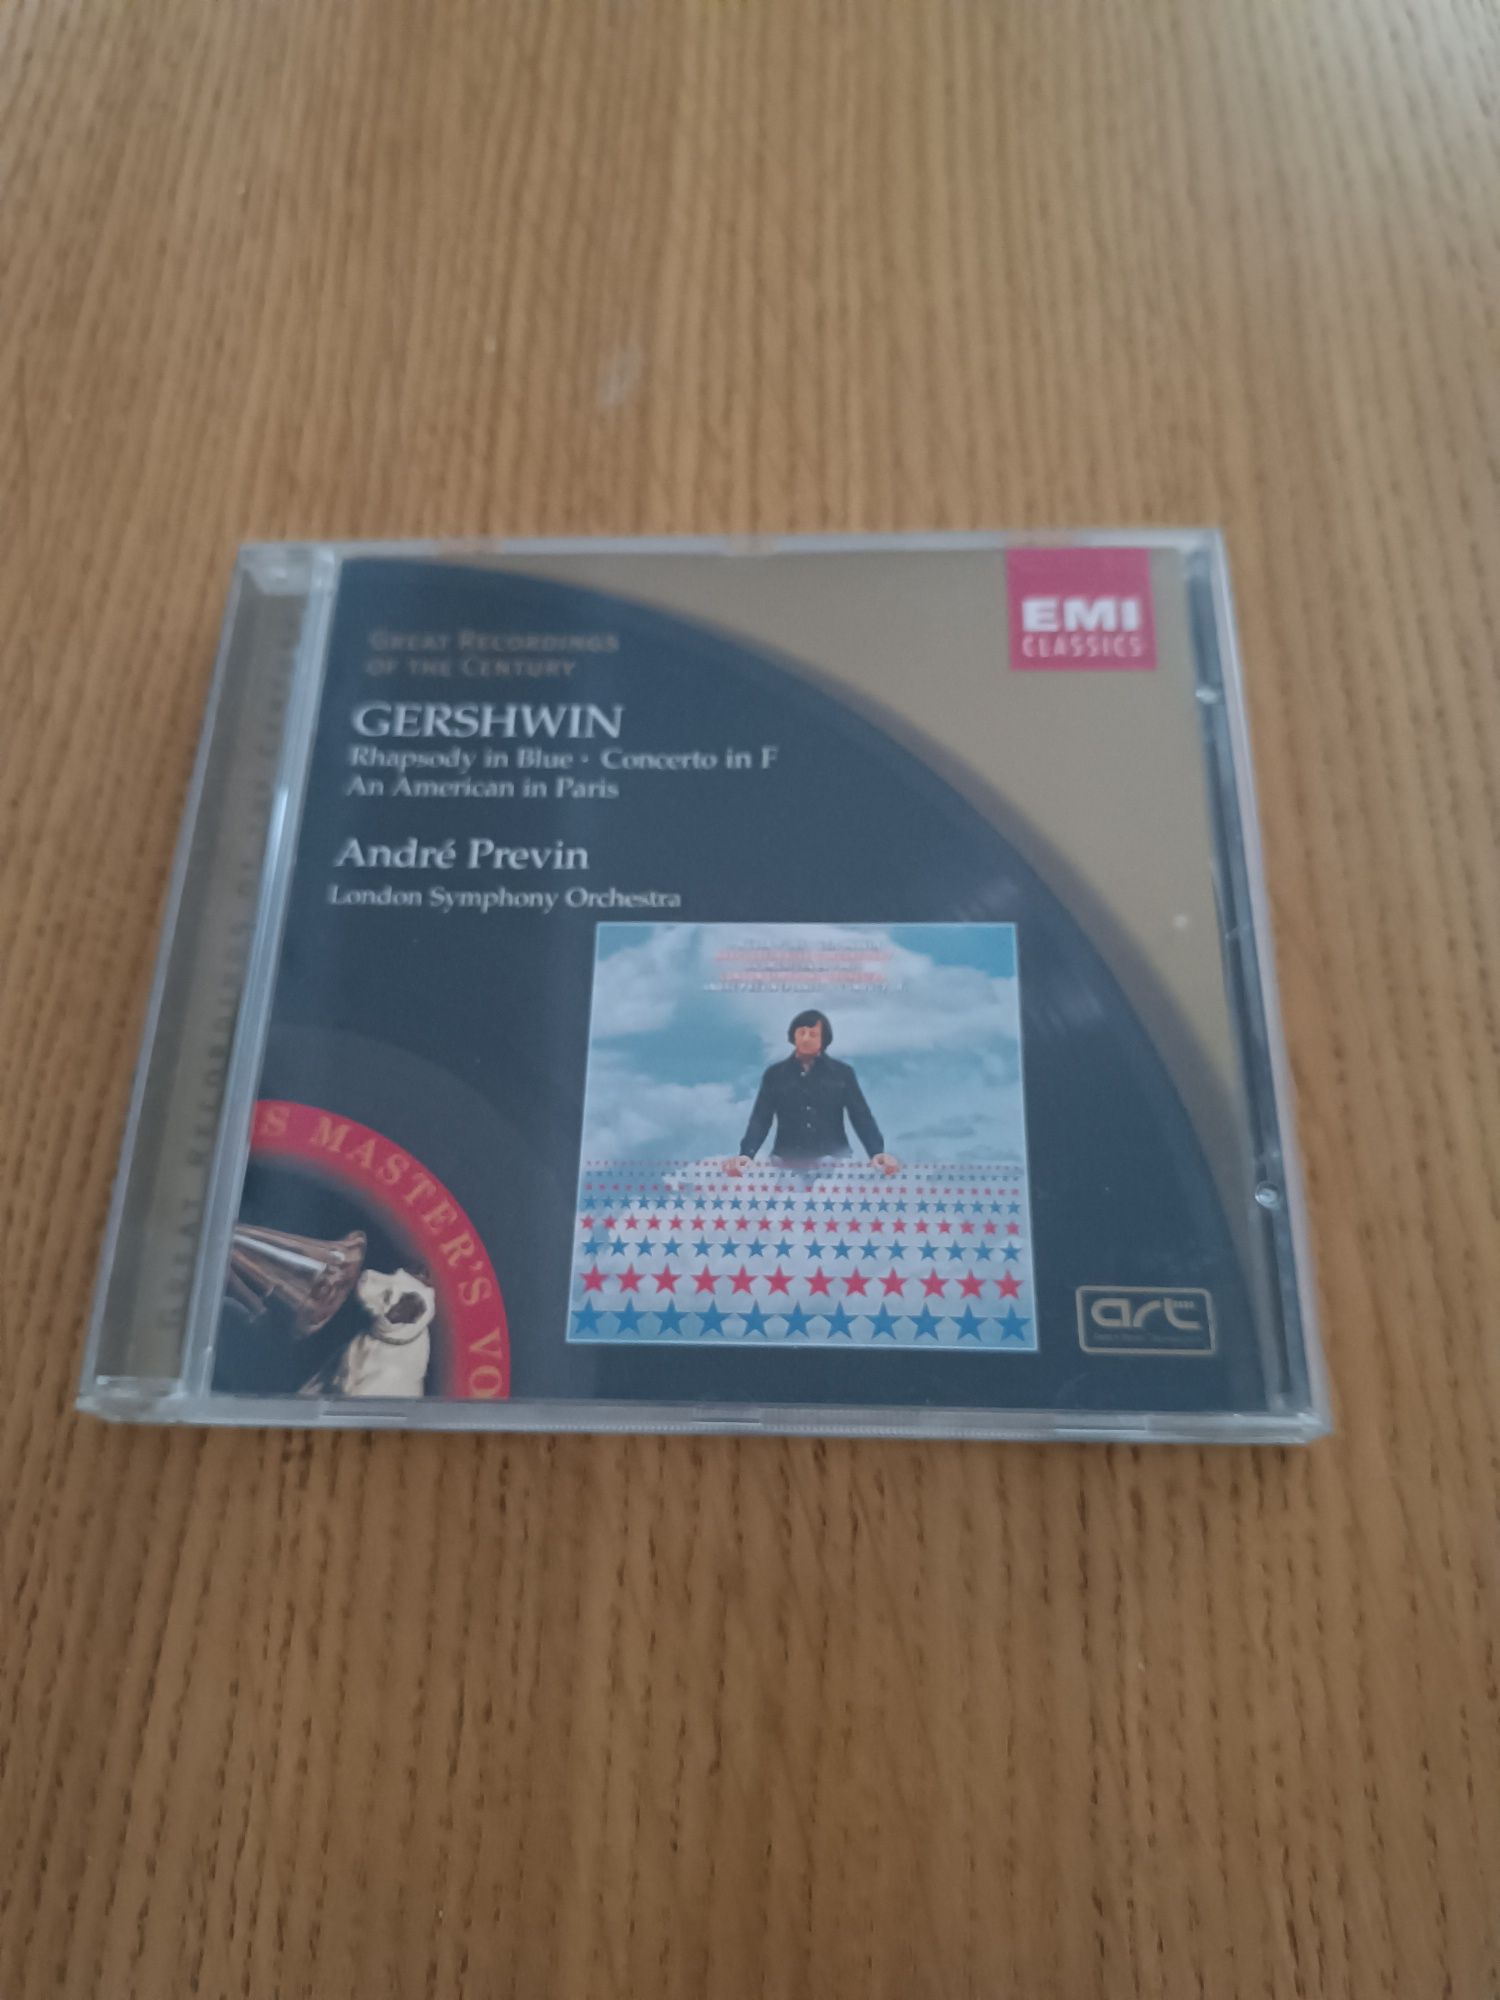 GREAT RECORDINGS
OF THE CENTURY
EMI
CLASSICS
GERSHWIN
Rhapsody in Blue · Concerto in F
An American in Paris
André Previn
London Symphony Orchestra
S MASTER'S VO
art